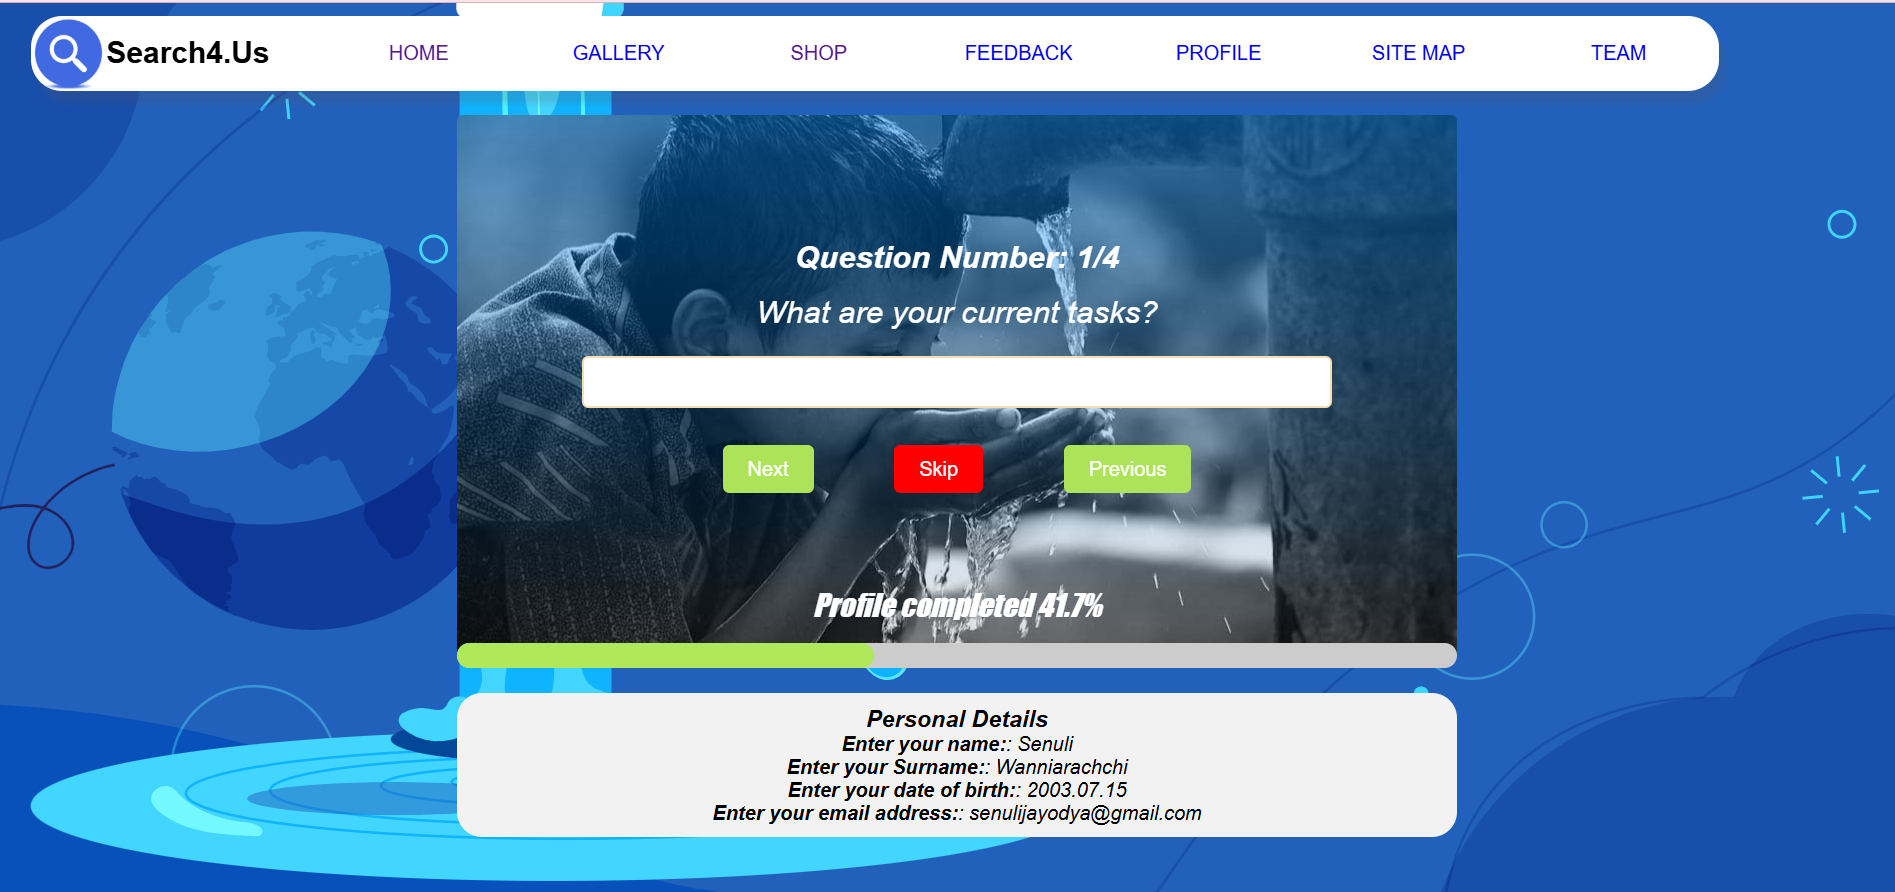 Search4.Us HOME GALLERY SHOP FEEDBACK PROFILE SITE MAP TEAM
Question Number: 1/4
What are your current tasks?
Next Skip Previous
Profile completed 41.7%
Personal Details
Enter your name:: Senuli
Enter your Surname:: Wanniarachchi
Enter your date of birth:: 2003.07.15
Enter your email address:: senulijayodya@gmail.com